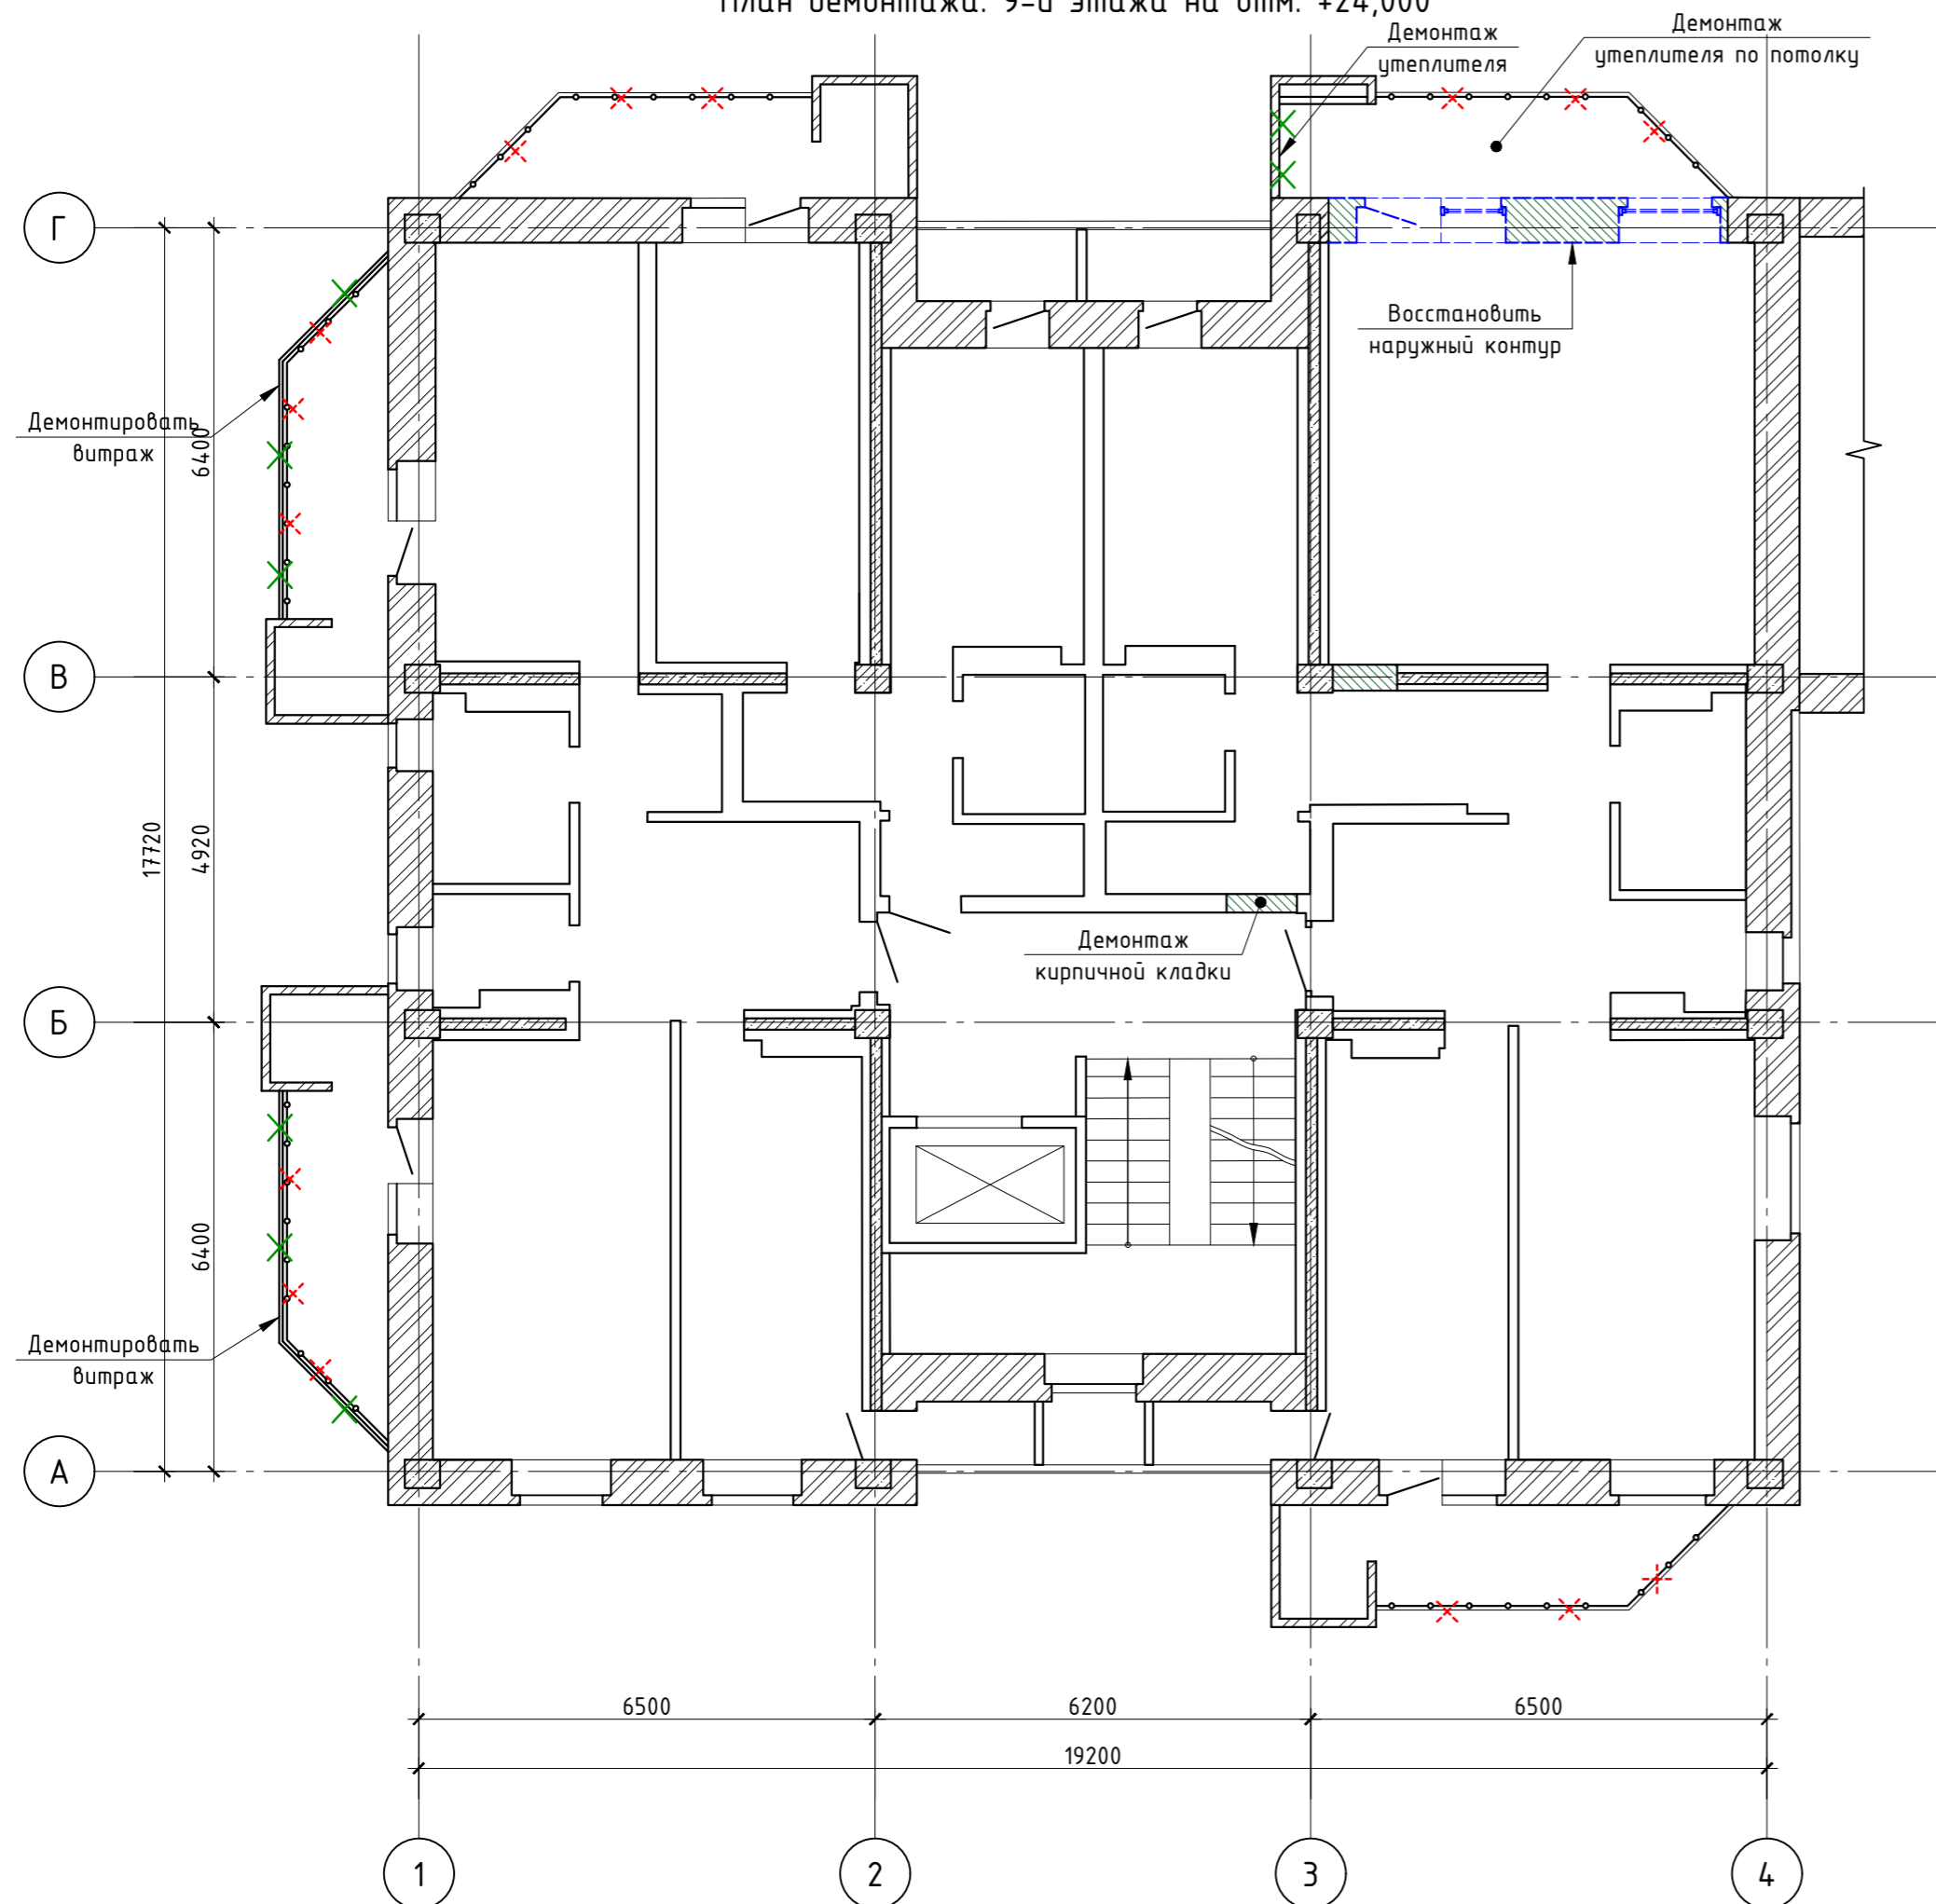 План демонтажа. 9-й этажа на отм. +24,000
Демонтаж
утеплителя
Демонтаж
утеплителя по потолку
Г
Восстановить
наружный контур
Демонтировать
витраж
6400
В
17720
4920
Демонтаж
кирпичной кладки
Б
6400
Демонтировать
витраж
А
6500
6200
6500
19200
1
2
3
4